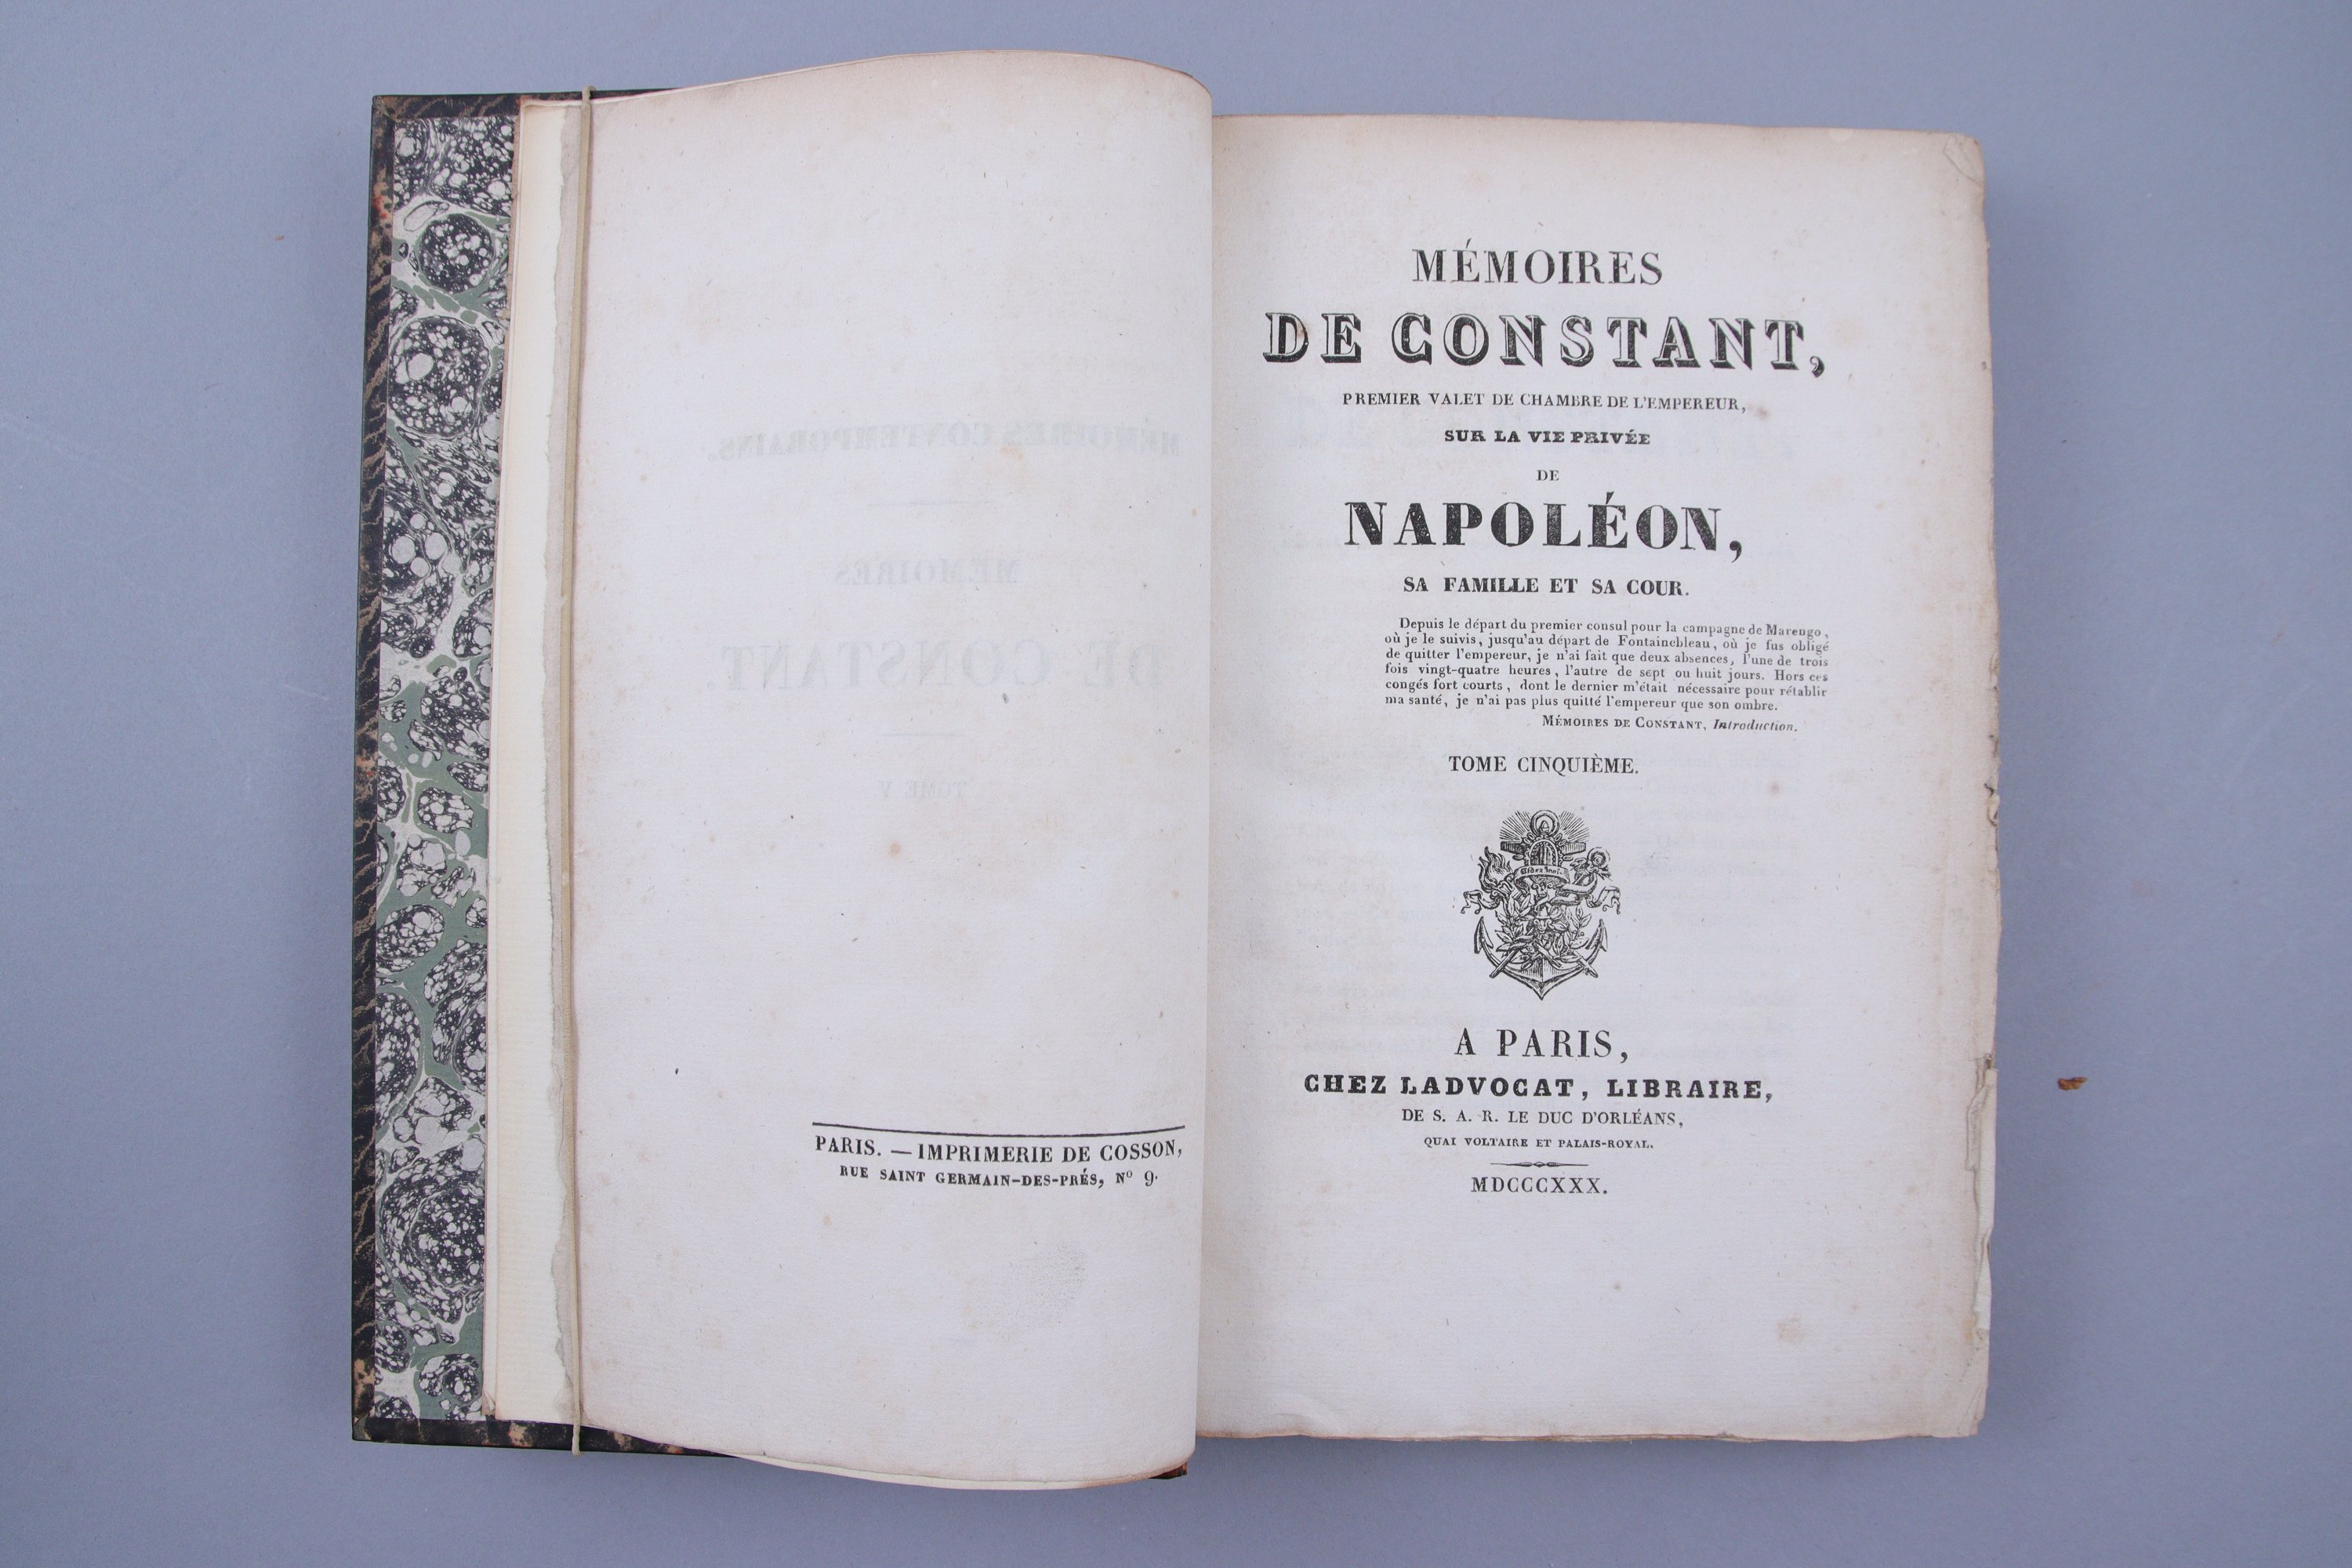 MÉMOIRES CONTEMPORAINS.
MÉMOIRES
DE CONSTANT.
TOME V
PARIS. — IMPRIMERIE DE COSSON,
RUE SAINT GERMAIN-DES-PRÉS, Nº 9.
MÉMOIRES
DE CONSTANT,
PREMIER VALET DE CHAMBRE DE L'EMPEREUR,
SUR LA VIE PRIVÉE
DE
NAPOLÉON,
SA FAMILLE ET SA COUR.
Depuis le départ du premier consul pour la campagne de Marengo,
où je le suivis, jusqu'au départ de Fontainebleau, où je fus obligé
de quitter l'empereur, je n'ai fait que deux absences, l'une de trois
fois vingt-quatre heures, l'autre de sept ou huit jours. Hors ces
congés fort courts, dont le dernier m'était nécessaire pour rétablir
ma santé, je n'ai pas plus quitté l'empereur que son ombre.
MÉMOIRES DE CONSTANT, Introduction.
TOME CINQUIÈME.
A PARIS,
CHEZ LADVOCAT, LIBRAIRE,
DE S. A. R. LE DUC D'ORLÉANS,
QUAI VOLTAIRE ET PALAIS-ROYAL.
MDCCCXXX.